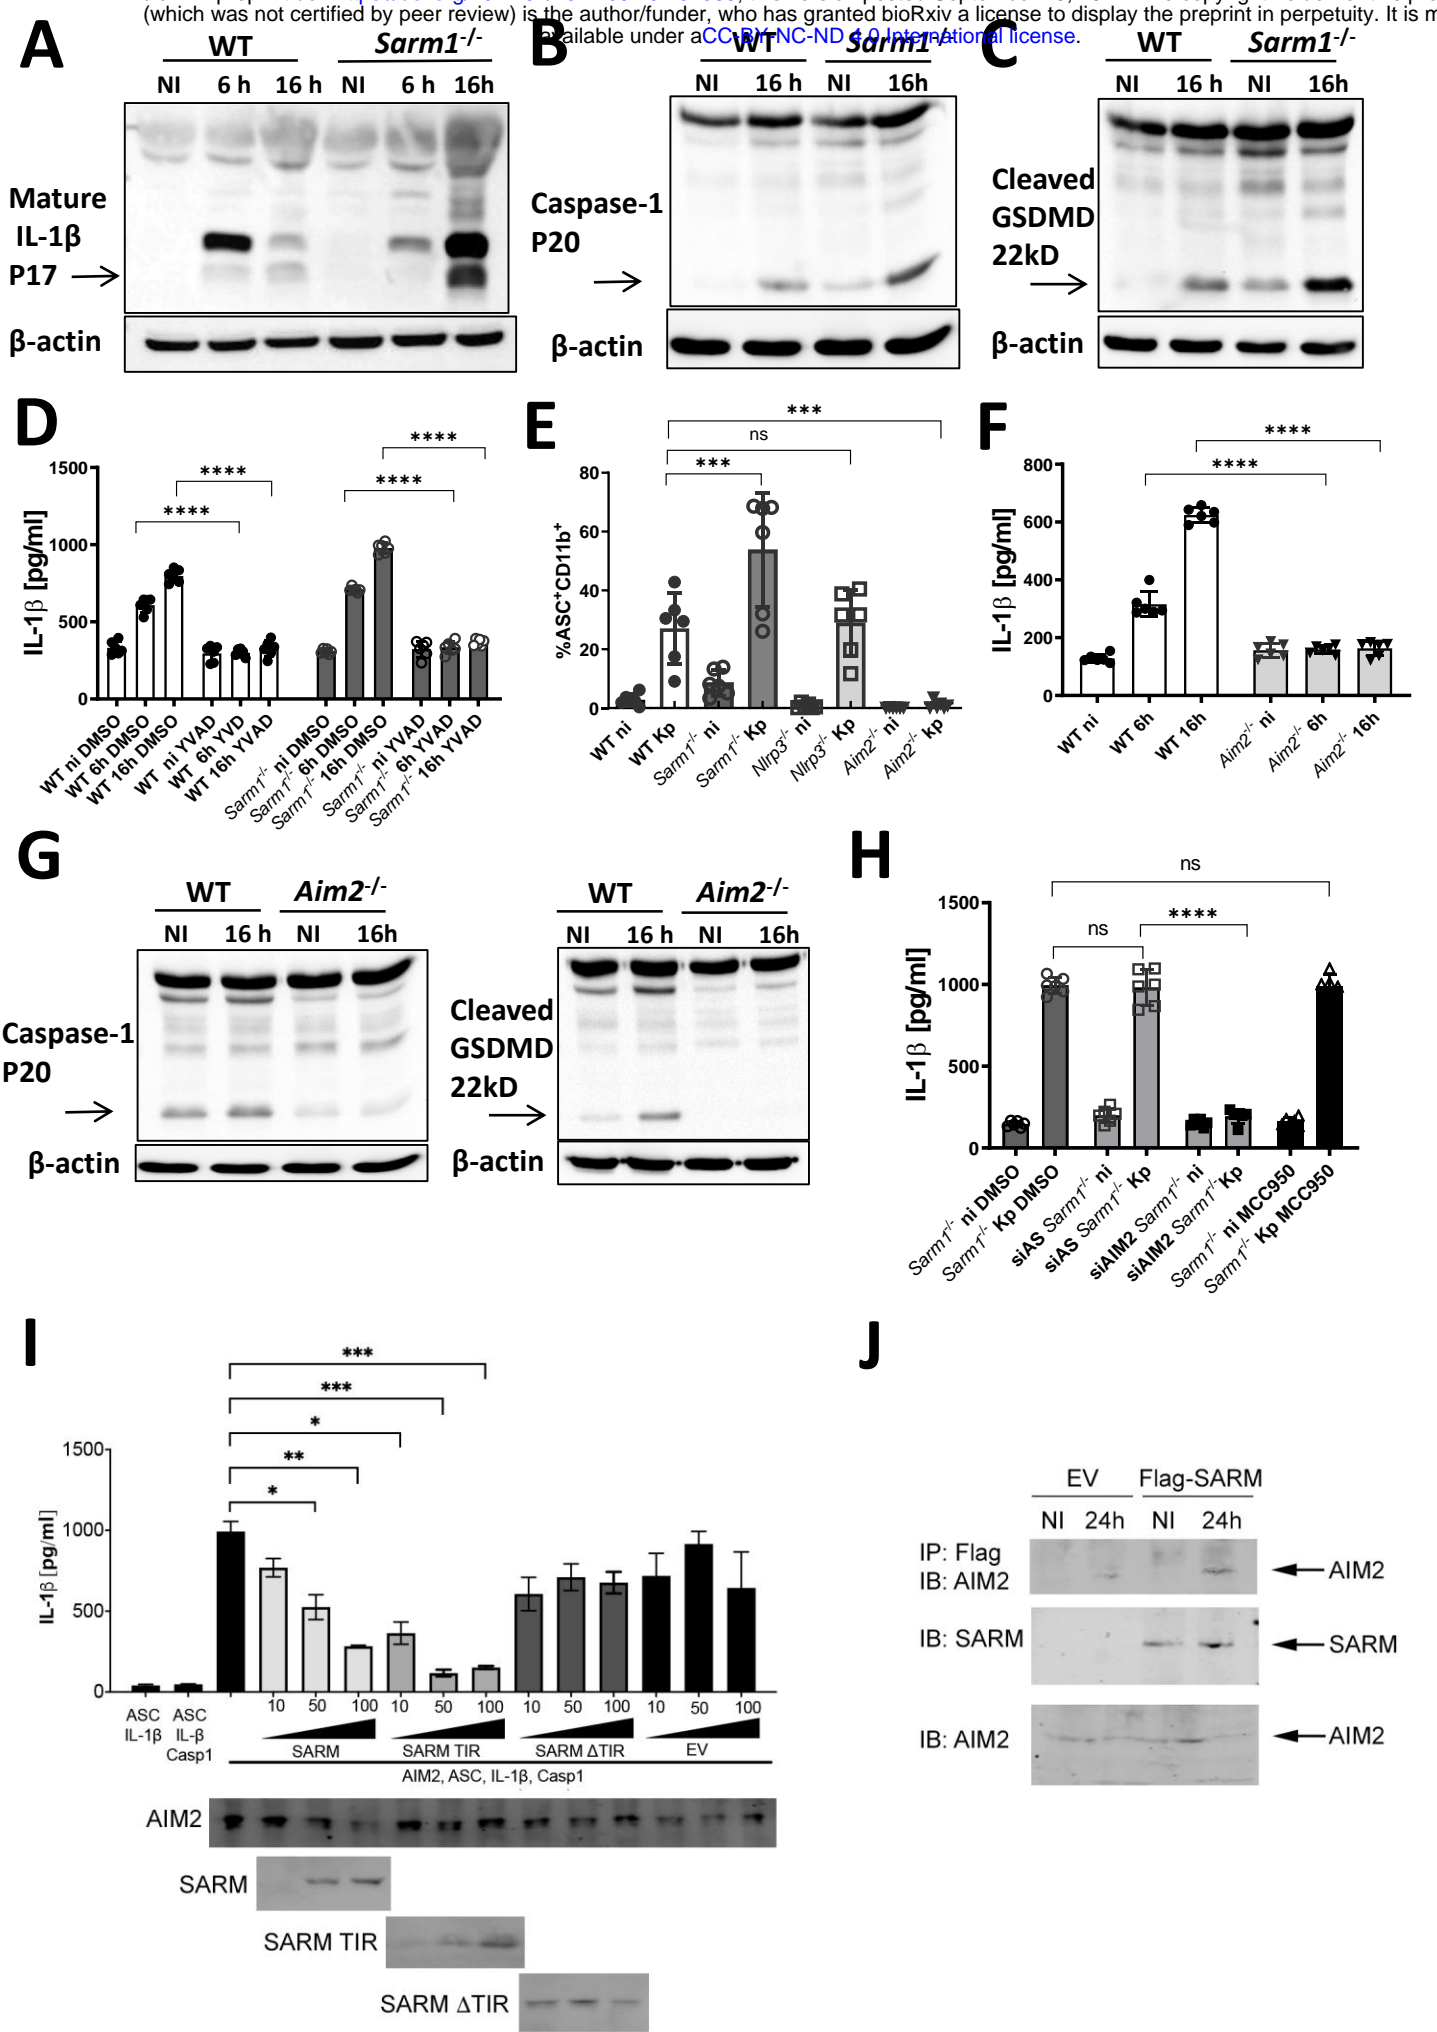 (which was not certified by peer review) is the author/funder, who has granted bioRxiv a license to display the preprint in perpetuity. It is m
available under aCC-BY-NC-ND 4.0 International license.
A
WT Sarm1-/-
NI 6 h 16 h NI 6 h 16h
Mature
IL-1β
P17
β-actin
B
WT Sarm1-/-
NI 16 h NI 16h
Caspase-1
P20
β-actin
C
WT Sarm1-/-
NI 16 h NI 16h
Cleaved
GSDMD
22kD
β-actin
D
IL-1β [pg/ml]
1500
1000
500
0
**** **** **** ****
WT ni DMSO
WT 6h DMSO
WT 16h DMSO
WT ni YVAD
WT 6h YVD
WT 16h YVAD
Sarm1-/- ni DMSO
Sarm1-/- 6h DMSO
Sarm1-/- 16h DMSO
Sarm1-/- ni YVAD
Sarm1-/- 6h YVAD
Sarm1-/- 16h YVAD
E
%ASC+CD11b+
80
60
40
20
0
***
ns
***
WT ni
WT Kp
Sarm1-/- ni
Sarm1-/- Kp
Nlrp3-/- ni
Nlrp3-/- Kp
Aim2-/- ni
Aim2-/- kp
F
IL-1β [pg/ml]
800
600
400
200
0
****
****
WT ni
WT 6h
WT 16h
Aim2-/- ni
Aim2-/- 6h
Aim2-/- 16h
G
WT Aim2-/-
NI 16 h NI 16h
Caspase-1
P20
β-actin
WT Aim2-/-
NI 16 h NI 16h
Cleaved
GSDMD
22kD
β-actin
H
IL-1β [pg/ml]
1500
1000
500
0
ns
ns ****
Sarm1-/- ni DMSO
Sarm1-/- Kp DMSO
siAS Sarm1-/- ni
siAS Sarm1-/- Kp
siAIM2 Sarm1-/- ni
siAIM2 Sarm1-/- Kp
Sarm1-/- ni MCC950
Sarm1-/- Kp MCC950
I
***
***
*
**
*
IL-1β [pg/ml]
1500
1000
500
0
10 50 100 10 50 100 10 50 100 10 50 100
ASC
IL-1β
ASC
IL-β
Casp1
SARM SARM TIR SARM ΔTIR EV
AIM2, ASC, IL-1β, Casp1
AIM2
SARM
SARM TIR
SARM ΔTIR
J
EV Flag-SARM
NI 24h NI 24h
IP: Flag
IB: AIM2
AIM2
IB: SARM
SARM
IB: AIM2
AIM2